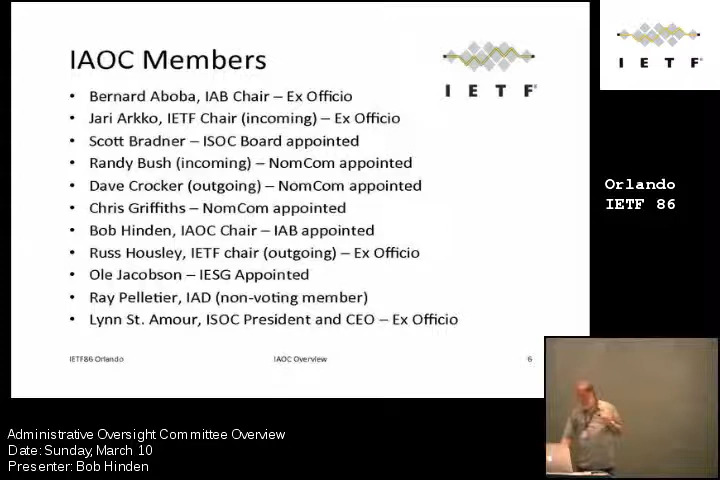 IAOC Members
I E T F
• Bernard Aboba, IAB Chair – Ex Officio
• Jari Arkko, IETF Chair (incoming) – Ex Officio
• Scott Bradner – ISOC Board appointed
• Randy Bush (incoming) – NomCom appointed
• Dave Crocker (outgoing) – NomCom appointed
• Chris Griffiths – NomCom appointed
• Bob Hinden, IAOC Chair – IAB appointed
• Russ Housley, IETF chair (outgoing) – Ex Officio
• Ole Jacobson – IESG Appointed
• Ray Pelletier, IAD (non-voting member)
• Lynn St. Amour, ISOC President and CEO – Ex Officio
IETF86 Orlando IAOC Overview 6
I E T F
Orlando
IETF 86
Administrative Oversight Committee Overview
Date: Sunday, March 10
Presenter: Bob Hinden